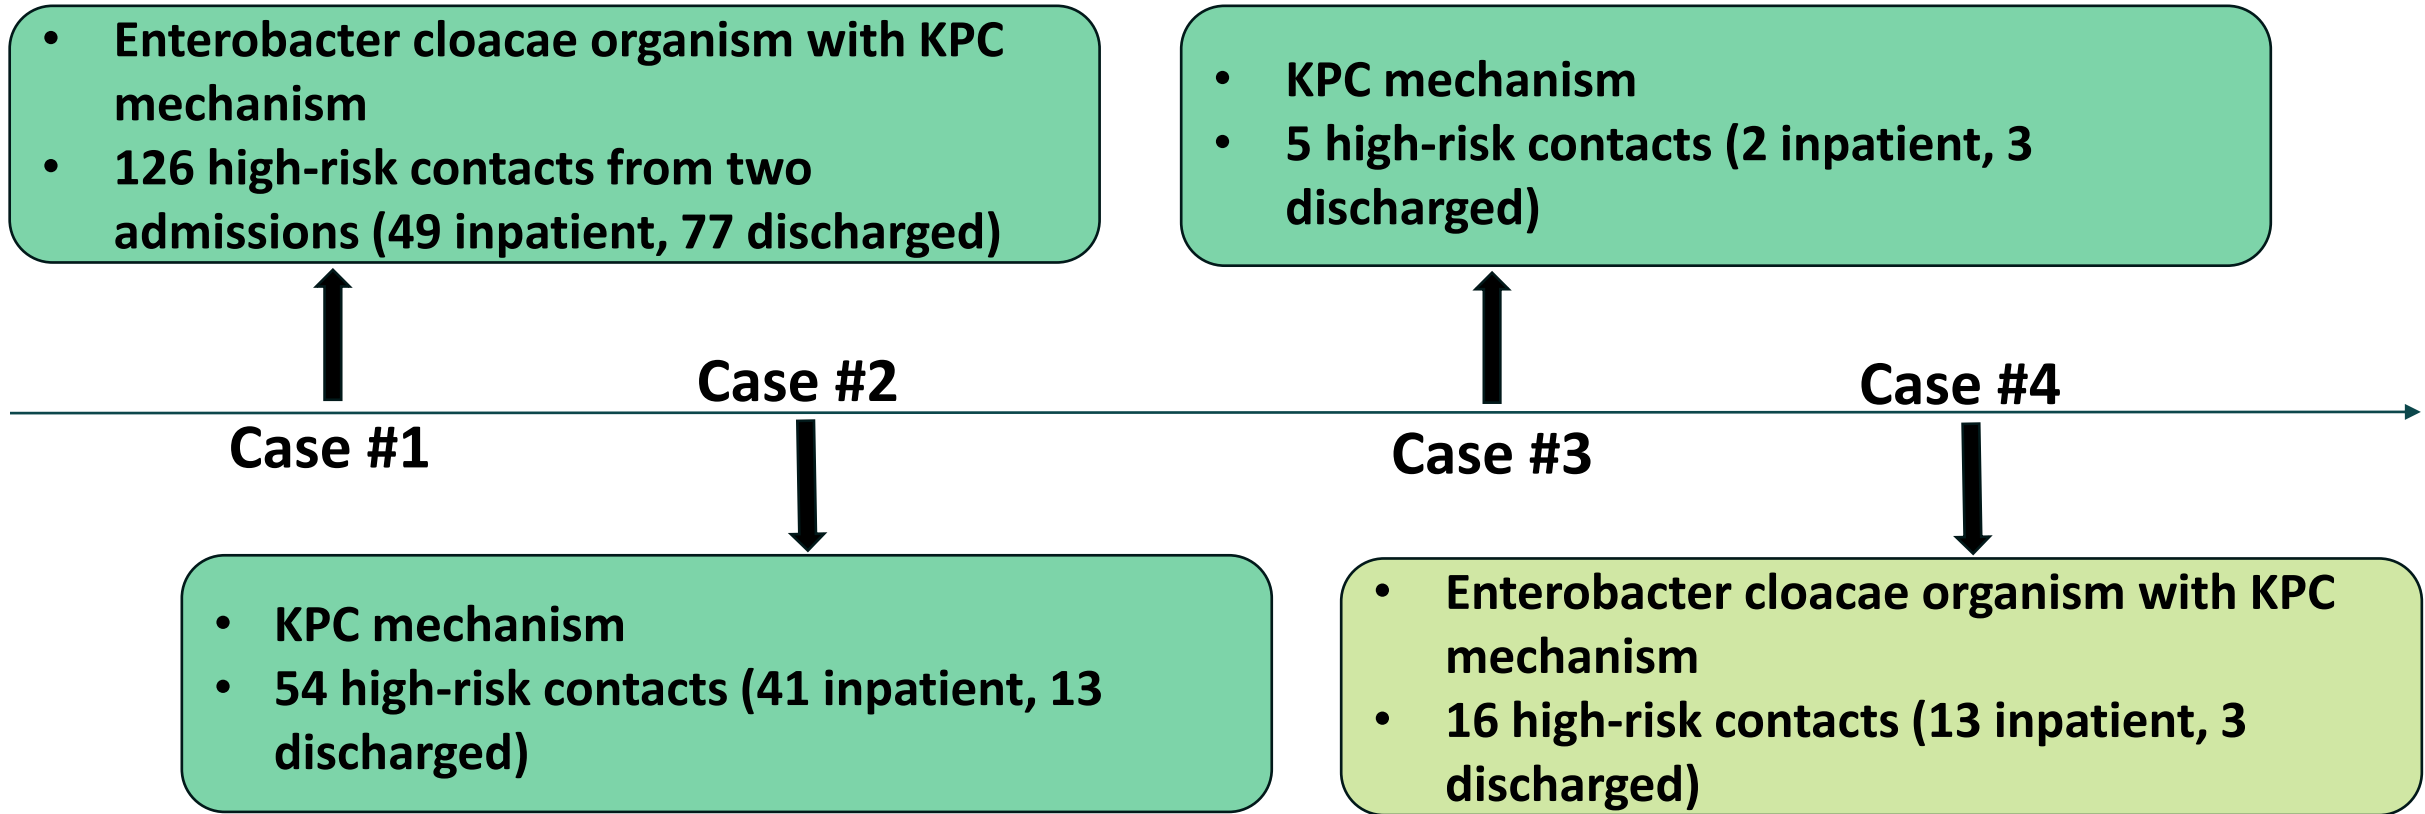 • Enterobacter cloacae organism with KPC
mechanism
• 126 high-risk contacts from two
admissions (49 inpatient, 77 discharged)
• KPC mechanism
• 5 high-risk contacts (2 inpatient, 3
discharged)
Case #1
Case #2
Case #3
Case #4
• KPC mechanism
• 54 high-risk contacts (41 inpatient, 13
discharged)
• Enterobacter cloacae organism with KPC
mechanism
• 16 high-risk contacts (13 inpatient, 3
discharged)